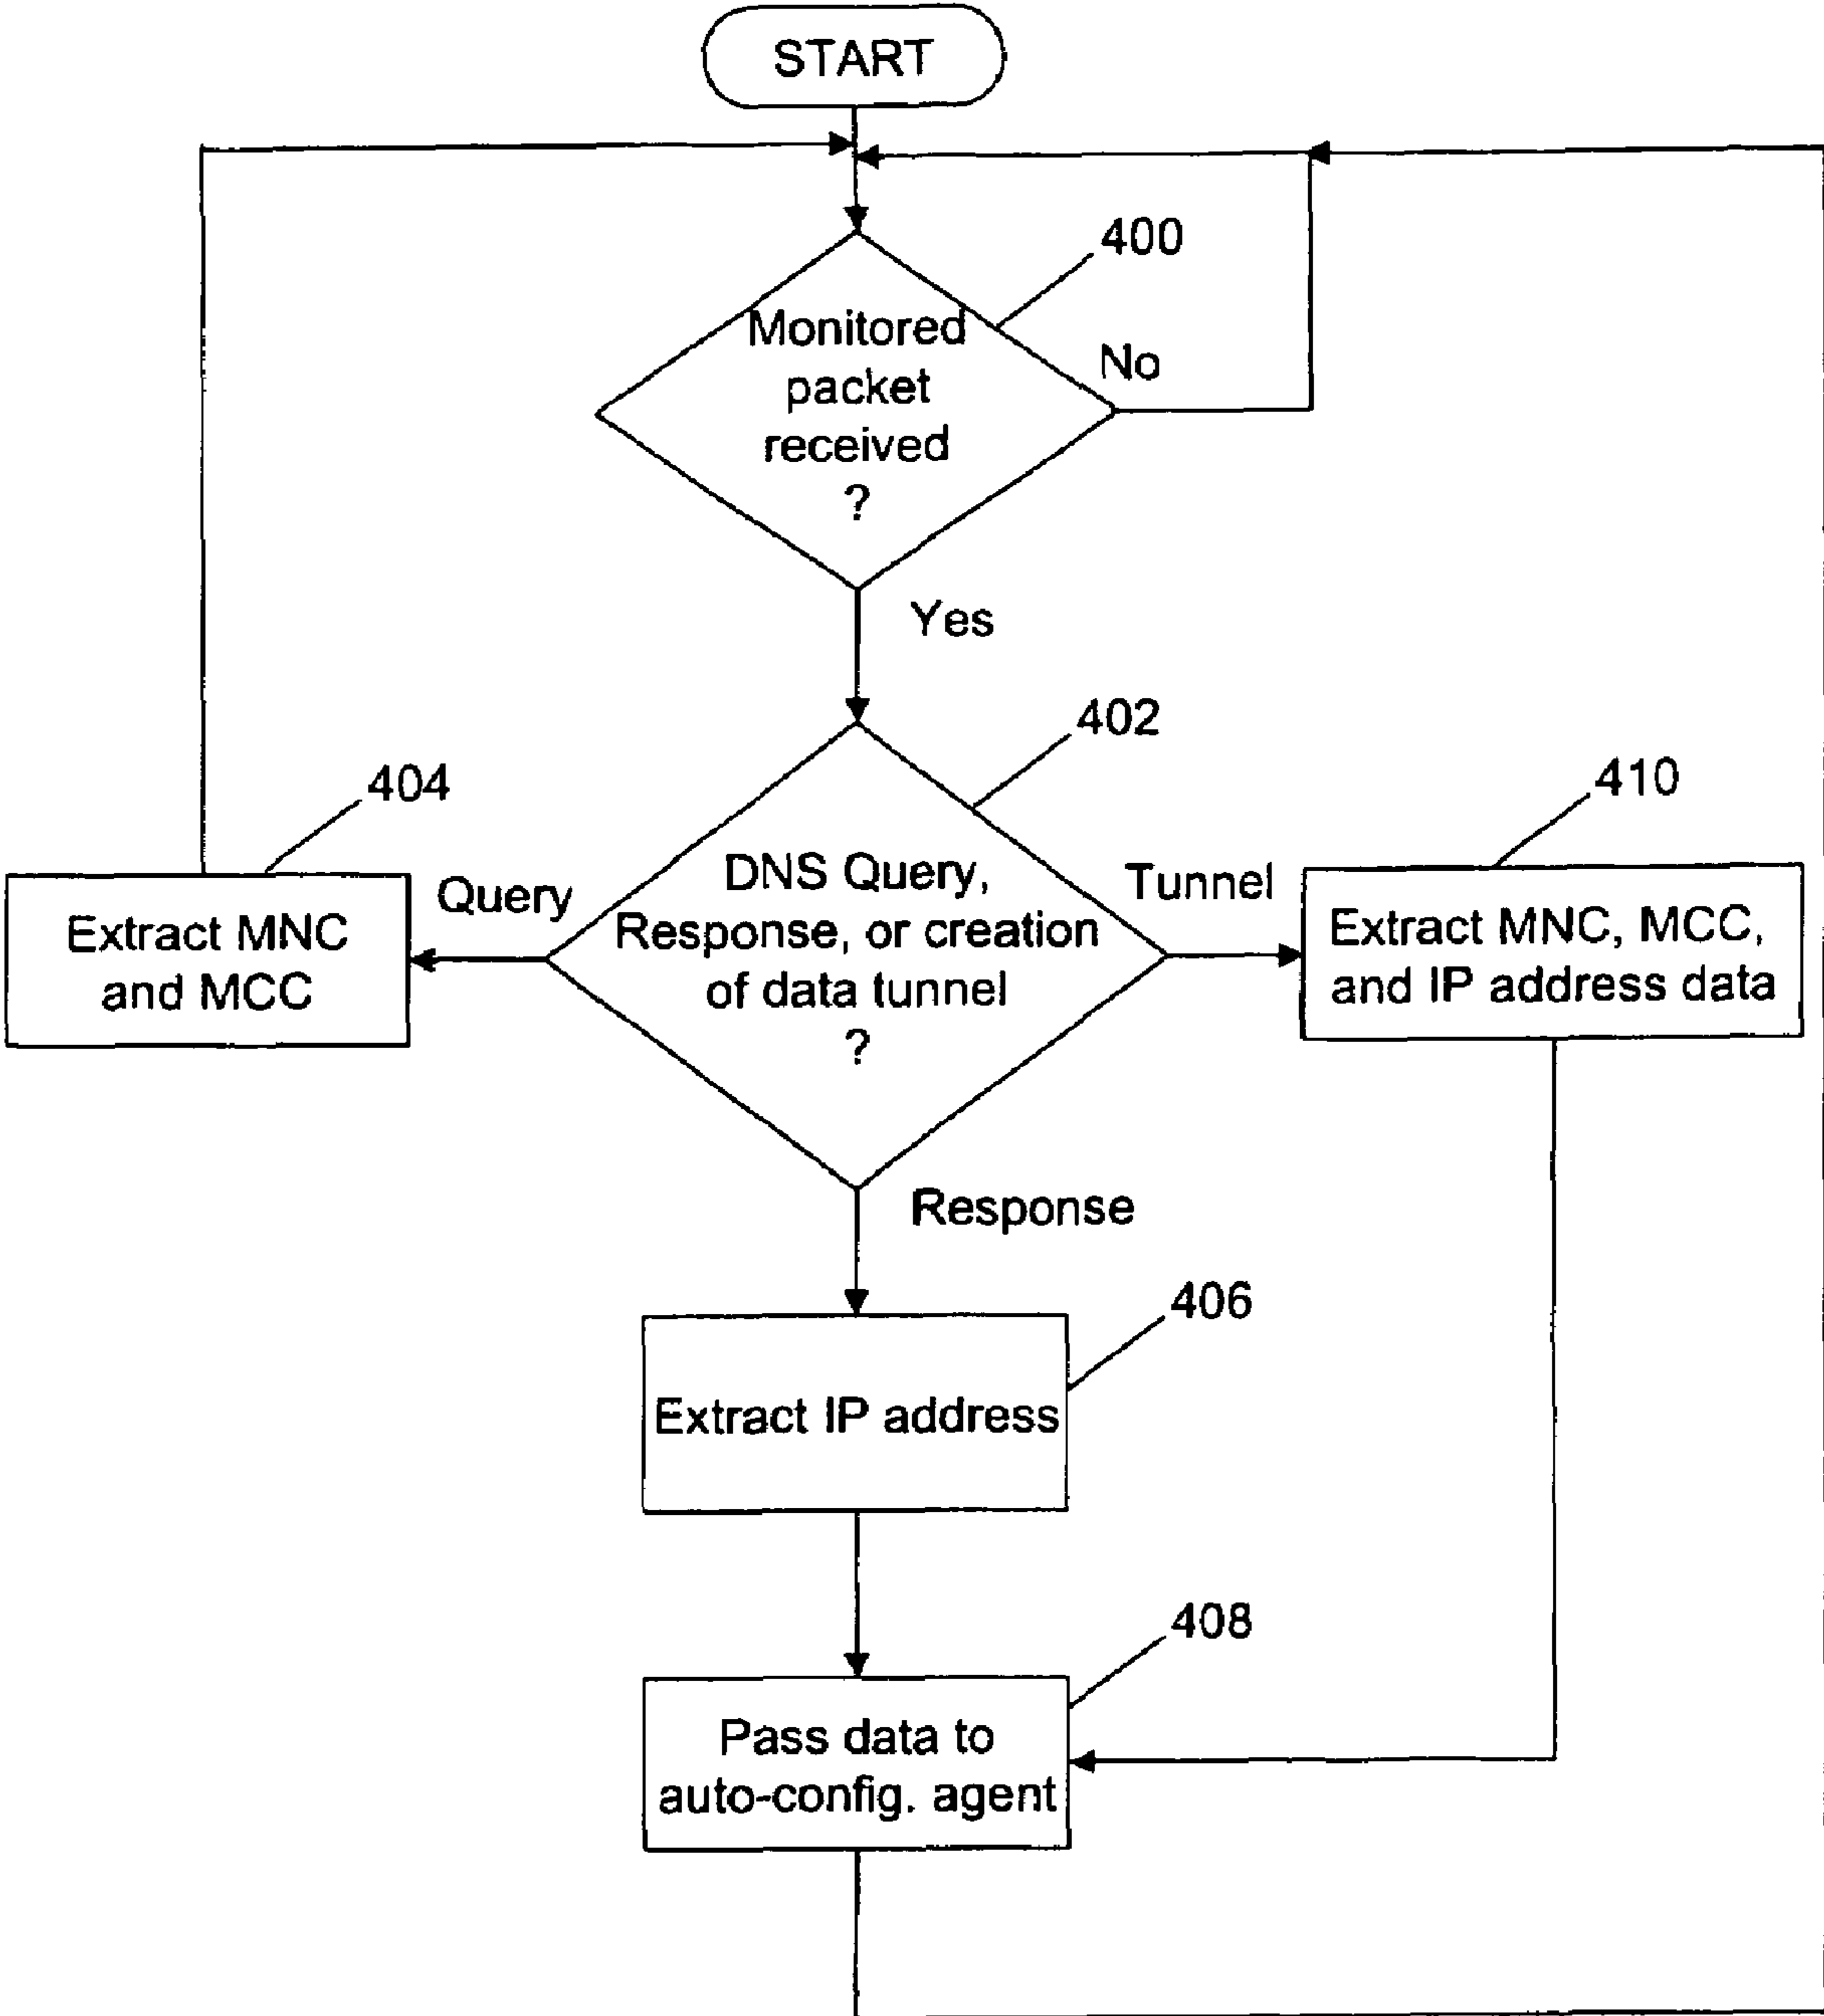 START
400
Monitored
packet
received
?
No
Yes
402
404
410
DNS Query,
Response, or creation
of data tunnel
?
Query
Tunnel
Extract MNC
and MCC
Extract MNC, MCC,
and IP address data
Response
406
Extract IP address
408
Pass data to
auto-config. agent